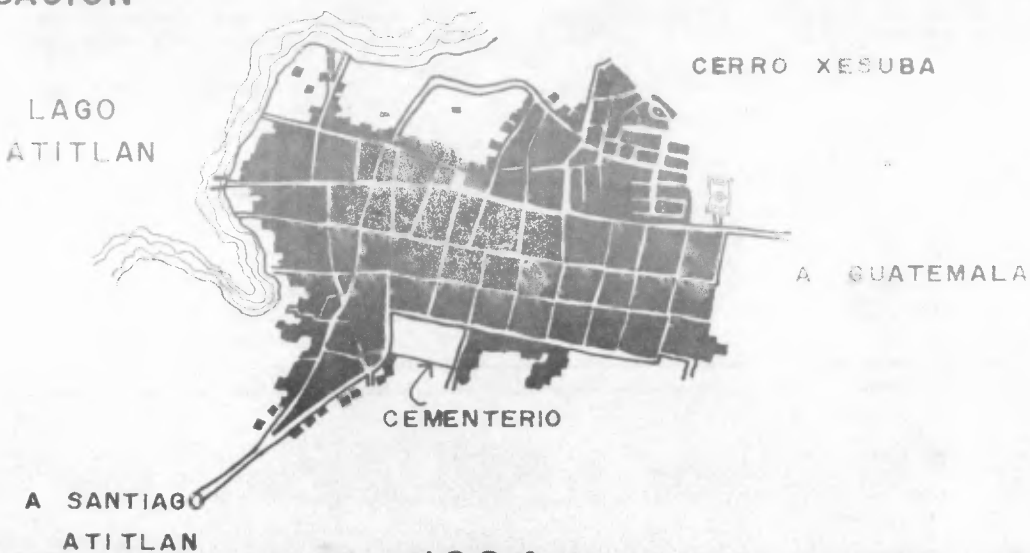 CERRO XESUBA
LAGO
ATITLAN
A GUATEMALA
CEMENTERIO
A SANTIAGO
ATITLAN